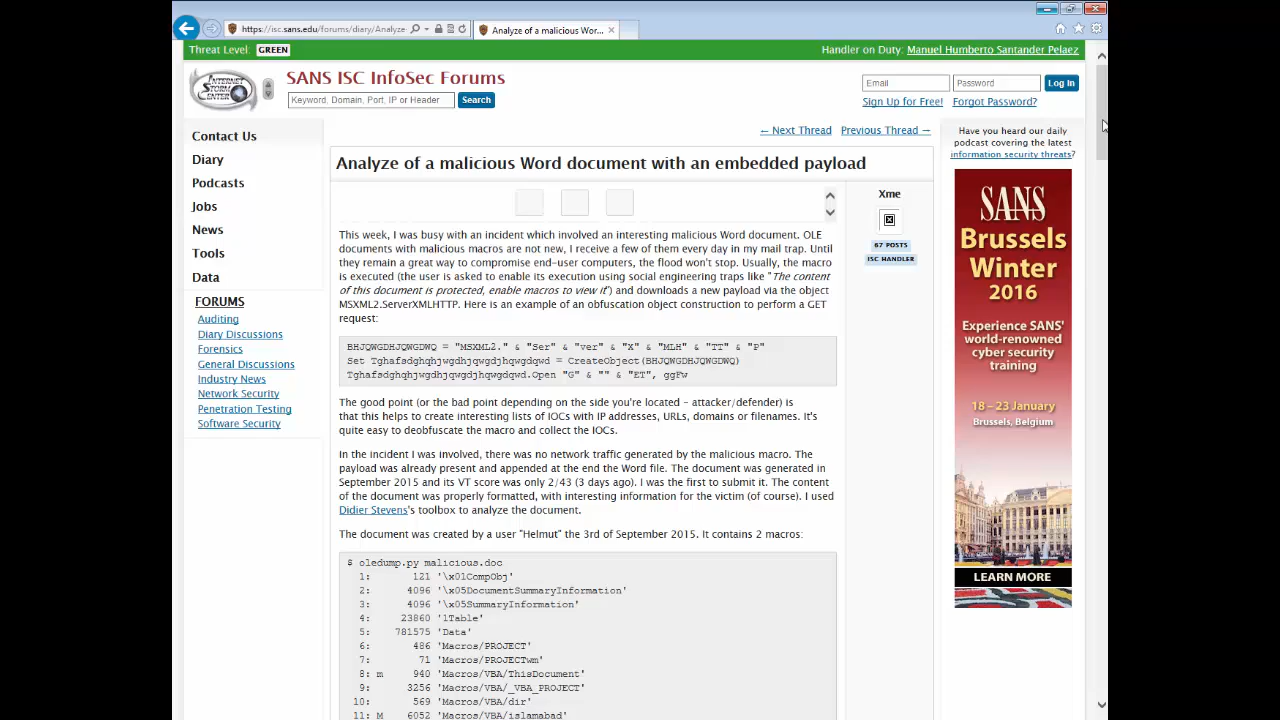 https://isc.sans.edu/forums/diary/Analyze-
Analyze of a malicious Wor...
Threat Level: GREEN
Handler on Duty: Manuel Humberto Santander Pelaez
INTERNET STORM CENTER
SANS ISC InfoSec Forums
Keyword, Domain, Port, IP or Header
Search
Email
Password
Log In
Sign Up for Free!
Forgot Password?
Contact Us
Diary
Podcasts
Jobs
News
Tools
Data
FORUMS
Auditing
Diary Discussions
Forensics
General Discussions
Industry News
Network Security
Penetration Testing
Software Security
← Next Thread
Previous Thread →
Analyze of a malicious Word document with an embedded payload
This week, I was busy with an incident which involved an interesting malicious Word document. OLE
documents with malicious macros are not new, I receive a few of them every day in my mail trap. Until
they remain a great way to compromise end-user computers, the flood won't stop. Usually, the macro
is executed (the user is asked to enable its execution using social engineering traps like "The content
of this document is protected, enable macros to view it") and downloads a new payload via the object
MSXML2.ServerXMLHTTP. Here is an example of an obfuscation object construction to perform a GET
request:
BHJQWGDHJQWGDWQ = "MSXML2." & "Ser" & "ver" & "X" & "MLH" & "TT" & "P"
Set Tghafsdghqhjwgdhjqwgdjhqwgdqwd = CreateObject(BHJQWGDHJQWGDWQ)
Tghafsdghqhjwgdhjqwgdjhqwgdqwd.Open "G" & "" & "ET", ggFw
The good point (or the bad point depending on the side you're located - attacker/defender) is
that this helps to create interesting lists of IOCs with IP addresses, URLs, domains or filenames. It's
quite easy to deobfuscate the macro and collect the IOCs.
In the incident I was involved, there was no network traffic generated by the malicious macro. The
payload was already present and appended at the end the Word file. The document was generated in
September 2015 and its VT score was only 2/43 (3 days ago). I was the first to submit it. The content
of the document was properly formatted, with interesting information for the victim (of course). I used
Didier Stevens's toolbox to analyze the document.
The document was created by a user "Helmut" the 3rd of September 2015. It contains 2 macros:
$ oledump.py malicious.doc
1: 121 '\x01CompObj'
2: 4096 '\x05DocumentSummaryInformation'
3: 4096 '\x05SummaryInformation'
4: 23860 '1Table'
5: 781575 'Data'
6: 486 'Macros/PROJECT'
7: 71 'Macros/PROJECTwm'
8: m 940 'Macros/VBA/ThisDocument'
9: 3256 'Macros/VBA/_VBA_PROJECT'
10: 569 'Macros/VBA/dir'
11: M 6052 'Macros/VBA/islamabad'
Xme
67 POSTS
ISC HANDLER
Have you heard our daily
podcast covering the latest
information security threats?
SANS
Brussels
Winter
2016
Experience SANS'
world-renowned
cyber security
training
18 – 23 January
Brussels, Belgium
LEARN MORE